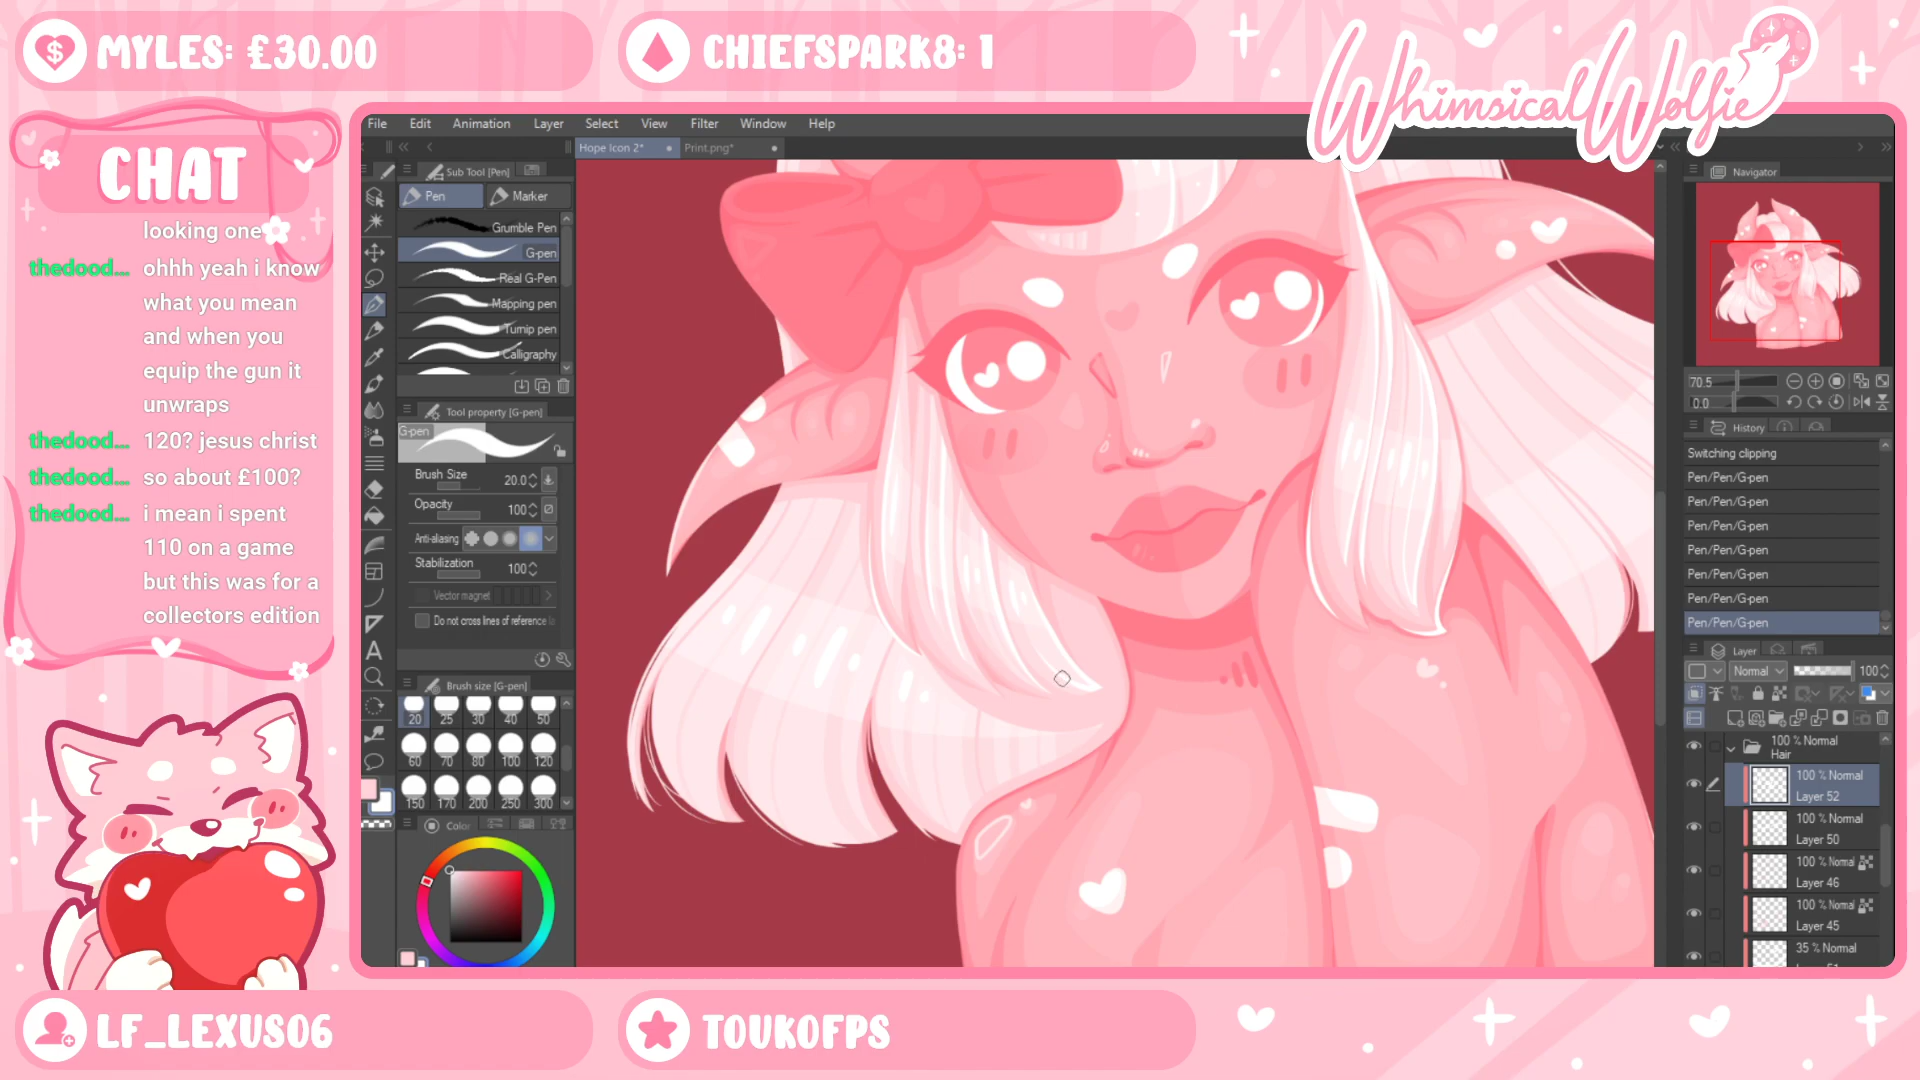 MYLES: £30.00
CHIEFSPARK8: 1
WhimsicalWolfie
CHAT
looking one
thedood... ohhh yeah i know
what you mean
and when you
equip the gun it
unwraps
thedood... 120? jesus christ
thedood... so about £100?
thedood... i mean i spent
110 on a game
but this was for a
collectors edition
File Edit Animation Layer Select View Filter Window Help
Hope Icon 2* Print.png*
Sub Tool [Pen]
Pen Marker
Grumble Pen
G-pen
Real G-Pen
Mapping pen
Turnip pen
Calligraphy
Tool property [G-pen]
G-pen
Brush Size 20.0
Opacity 100
Anti-aliasing
Stabilization 100
Vector magnet
Do not cross lines of reference
Brush size [G-pen]
20 25 30 40 50
60 70 80 100 120
150 170 200 250 300
Color
Navigator
70.5
0.0
History
Switching clipping
Pen/Pen/G-pen
Pen/Pen/G-pen
Pen/Pen/G-pen
Pen/Pen/G-pen
Pen/Pen/G-pen
Pen/Pen/G-pen
Pen/Pen/G-pen
Layer
Normal 100
100 % Normal
Hair
100 % Normal
Layer 52
100 % Normal
Layer 50
100 % Normal
Layer 46
100 % Normal
Layer 45
35 % Normal
LF_LEXUS06
TOUKOFPS